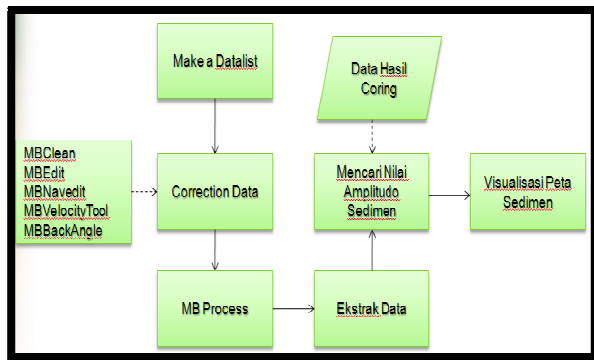 Make a Datalist
Data Hasil
Coring
MBClean
MBEdit
MBNavedit
MBVelocityTool
MBBackAngle
Correction Data
Mencari Nilai
Amplitudo
Sedimen
Visualisasi Peta
Sedimen
MB Process
Ekstrak Data